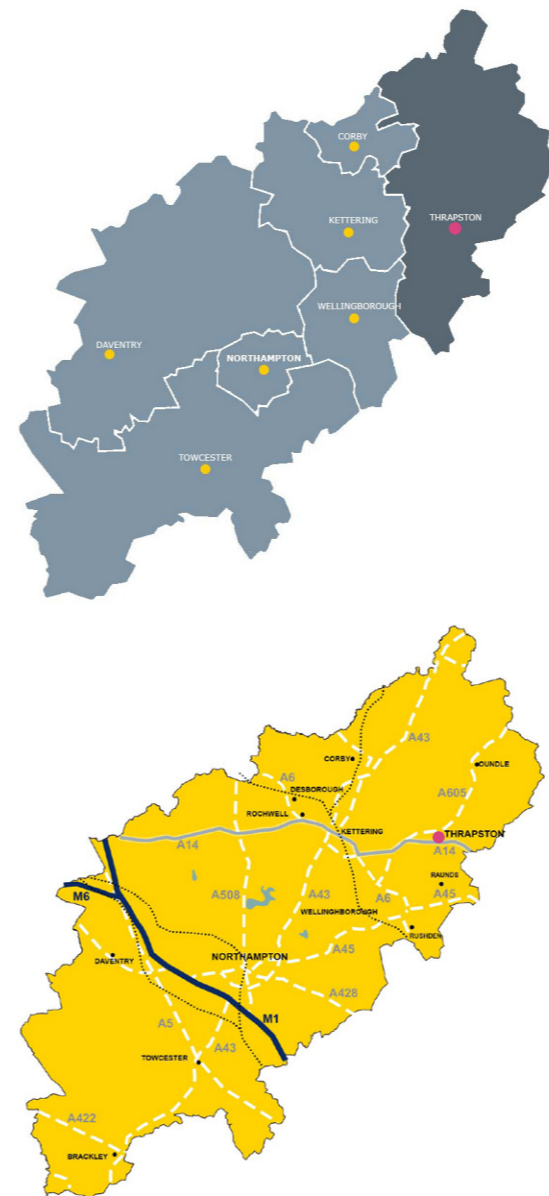 CORBY
THRAPSTON
KETTERING
WELLINGBOROUGH
DAVENTRY
NORTHAMPTON
TOWCESTER
A43
CORBY
OUNDLE
A6
DESBOROUGH
A605
ROCHWELL
KETTERING
THRAPSTON
A14
A14
RAUNDS
M6
A508
A43
A6
A45
WELLINGHBOROUGH
RUSHDEN
A45
DAVENTRY
NORTHAMPTON
A428
A5
M1
A43
TOWCESTER
A422
BRACKLEY